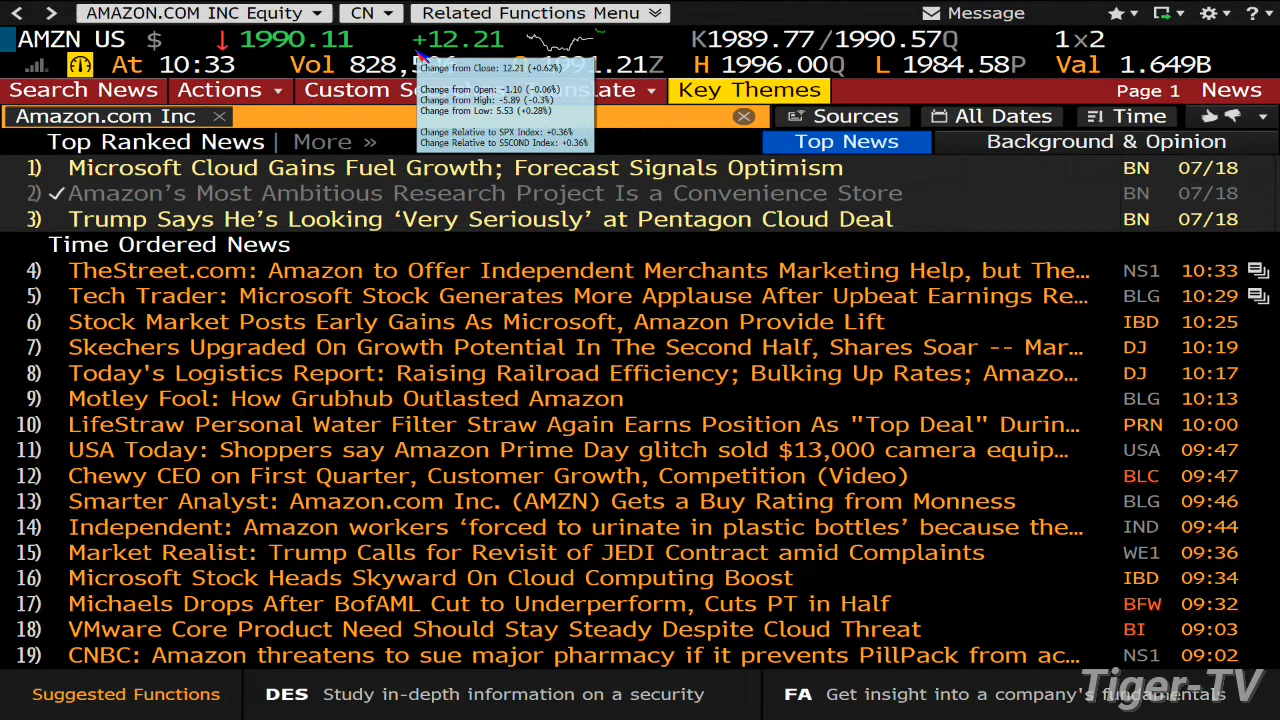 AMAZON.COM INC Equity CN Related Functions Menu Message ?
AMZN US $ ↓ 1990.11 +12.21 K1989.77/1990.57Q 1x2
At 10:33 Vol 828, 1991.21Z H 1996.00Q L 1984.58P Val 1.649B
Change from Close: 12.21 (+0.62%)
Change from Open: -1.10 (-0.06%)
Change from High: -5.89 (-0.3%)
Change from Low: 5.53 (+0.28%)
Change Relative to SPX Index: +0.36%
Change Relative to S5COND Index: +0.36%
Search News Actions Custom Key Themes Page 1 News
Amazon.com Inc × Sources All Dates Time
Top Ranked News | More » Top News Background & Opinion
1) Microsoft Cloud Gains Fuel Growth; Forecast Signals Optimism BN 07/18
2) ✓ Amazon's Most Ambitious Research Project Is a Convenience Store BN 07/18
3) Trump Says He's Looking ‘Very Seriously’ at Pentagon Cloud Deal BN 07/18
Time Ordered News
4) TheStreet.com: Amazon to Offer Independent Merchants Marketing Help, but The... NS1 10:33
5) Tech Trader: Microsoft Stock Generates More Applause After Upbeat Earnings Re... BLG 10:29
6) Stock Market Posts Early Gains As Microsoft, Amazon Provide Lift IBD 10:25
7) Skechers Upgraded On Growth Potential In The Second Half, Shares Soar -- Mar... DJ 10:19
8) Today's Logistics Report: Raising Railroad Efficiency; Bulking Up Rates; Amazo... DJ 10:17
9) Motley Fool: How Grubhub Outlasted Amazon BLG 10:13
10) LifeStraw Personal Water Filter Straw Again Earns Position As "Top Deal" Durin... PRN 10:00
11) USA Today: Shoppers say Amazon Prime Day glitch sold $13,000 camera equip... USA 09:47
12) Chewy CEO on First Quarter, Customer Growth, Competition (Video) BLC 09:47
13) Smarter Analyst: Amazon.com Inc. (AMZN) Gets a Buy Rating from Monness BLG 09:46
14) Independent: Amazon workers ‘forced to urinate in plastic bottles’ because the... IND 09:44
15) Market Realist: Trump Calls for Revisit of JEDI Contract amid Complaints WE1 09:36
16) Microsoft Stock Heads Skyward On Cloud Computing Boost IBD 09:34
17) Michaels Drops After BofAML Cut to Underperform, Cuts PT in Half BFW 09:32
18) VMware Core Product Need Should Stay Steady Despite Cloud Threat BI 09:03
19) CNBC: Amazon threatens to sue major pharmacy if it prevents PillPack from ac... NS1 09:02
Suggested Functions DES Study in-depth information on a security FA Get insight into a company's fundamentals
Tiger-TV